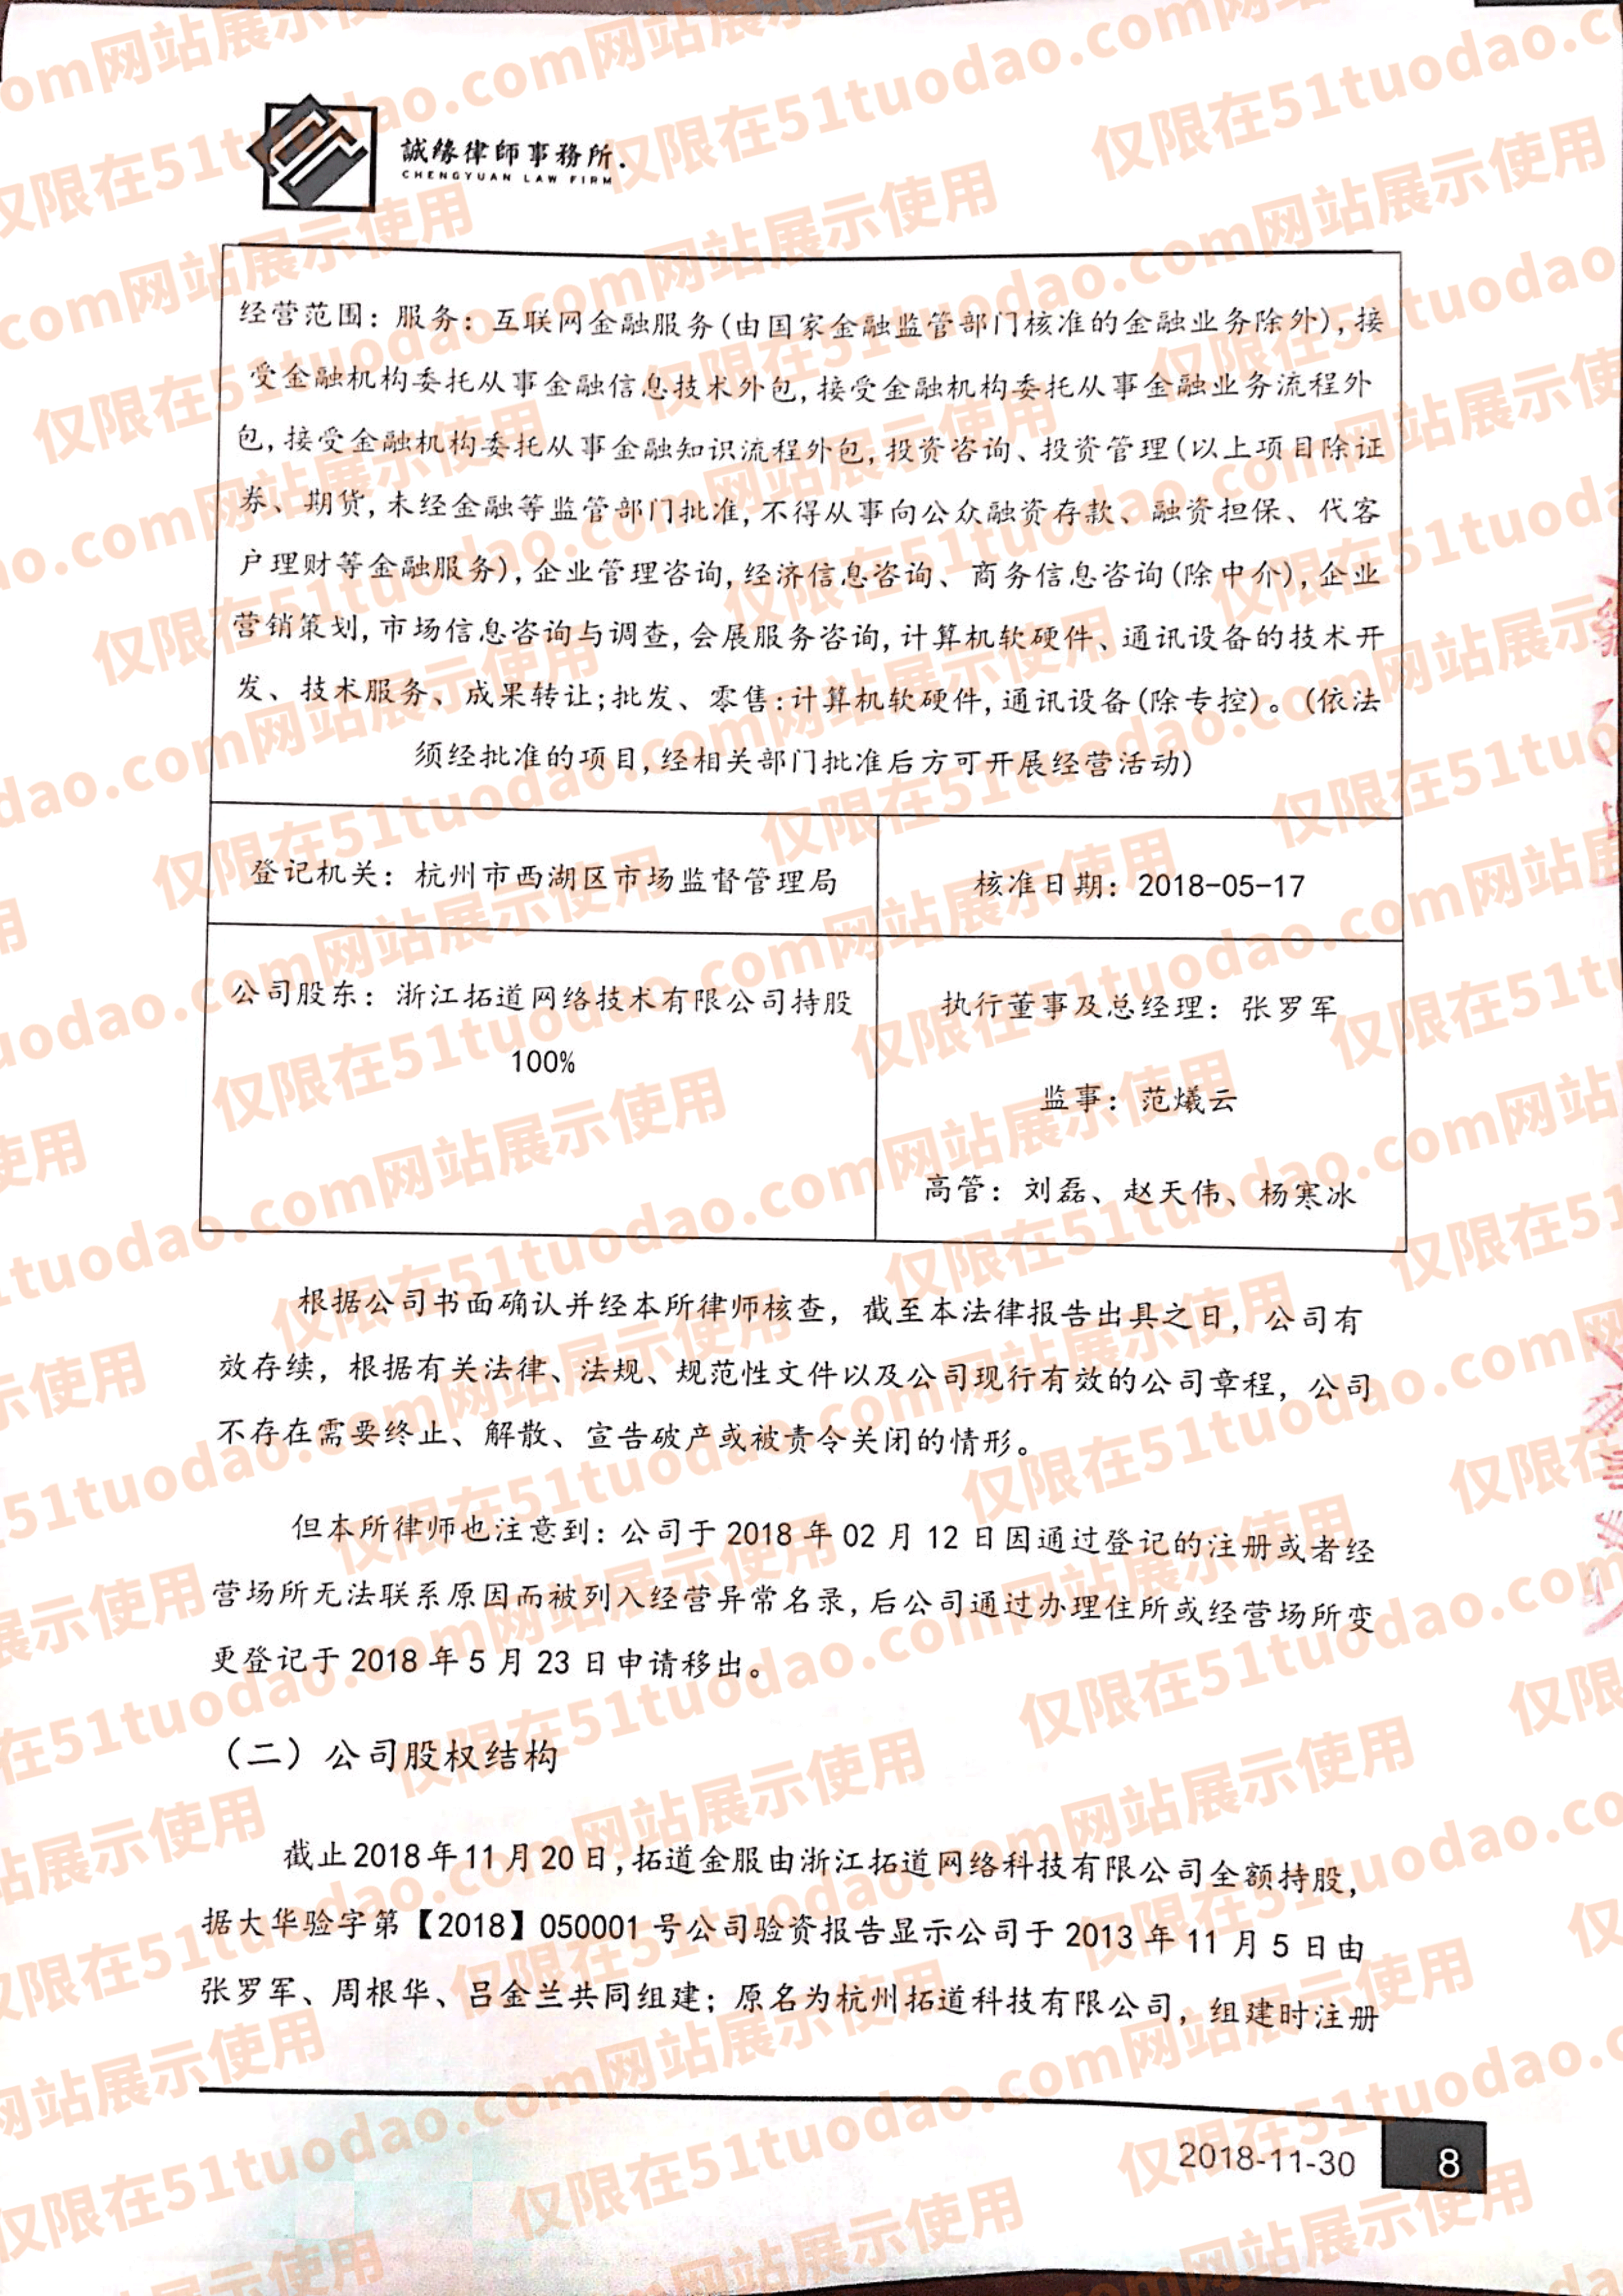 誠緣律師事務所.
CHENGYUAN LAW FIRM
经营范围：服务：互联网金融服务(由国家金融监管部门核准的金融业务除外),接
受金融机构委托从事金融信息技术外包,接受金融机构委托从事金融业务流程外
包,接受金融机构委托从事金融知识流程外包,投资咨询、投资管理(以上项目除证
券、期货,未经金融等监管部门批准,不得从事向公众融资存款、融资担保、代客
户理财等金融服务),企业管理咨询,经济信息咨询、商务信息咨询(除中介),企业
营销策划,市场信息咨询与调查,会展服务咨询,计算机软硬件、通讯设备的技术开
发、技术服务、成果转让;批发、零售:计算机软硬件,通讯设备(除专控)。(依法
须经批准的项目,经相关部门批准后方可开展经营活动)
登记机关：杭州市西湖区市场监督管理局
核准日期：2018-05-17
公司股东：浙江拓道网络技术有限公司持股
100%
执行董事及总经理：张罗军
监事：范爔云
高管：刘磊、赵天伟、杨寒冰
根据公司书面确认并经本所律师核查，截至本法律报告出具之日，公司有
效存续，根据有关法律、法规、规范性文件以及公司现行有效的公司章程，公司
不存在需要终止、解散、宣告破产或被责令关闭的情形。
但本所律师也注意到：公司于 2018 年 02 月 12 日因通过登记的注册或者经
营场所无法联系原因而被列入经营异常名录,后公司通过办理住所或经营场所变
更登记于 2018 年 5 月 23 日申请移出。
（二）公司股权结构
截止2018年11月20日,拓道金服由浙江拓道网络科技有限公司全额持股，
据大华验字第【2018】050001 号公司验资报告显示公司于 2013 年 11 月 5 日由
张罗军、周根华、吕金兰共同组建；原名为杭州拓道科技有限公司，组建时注册
2018-11-30
8
仅限在51tuodao.com网站展示使用